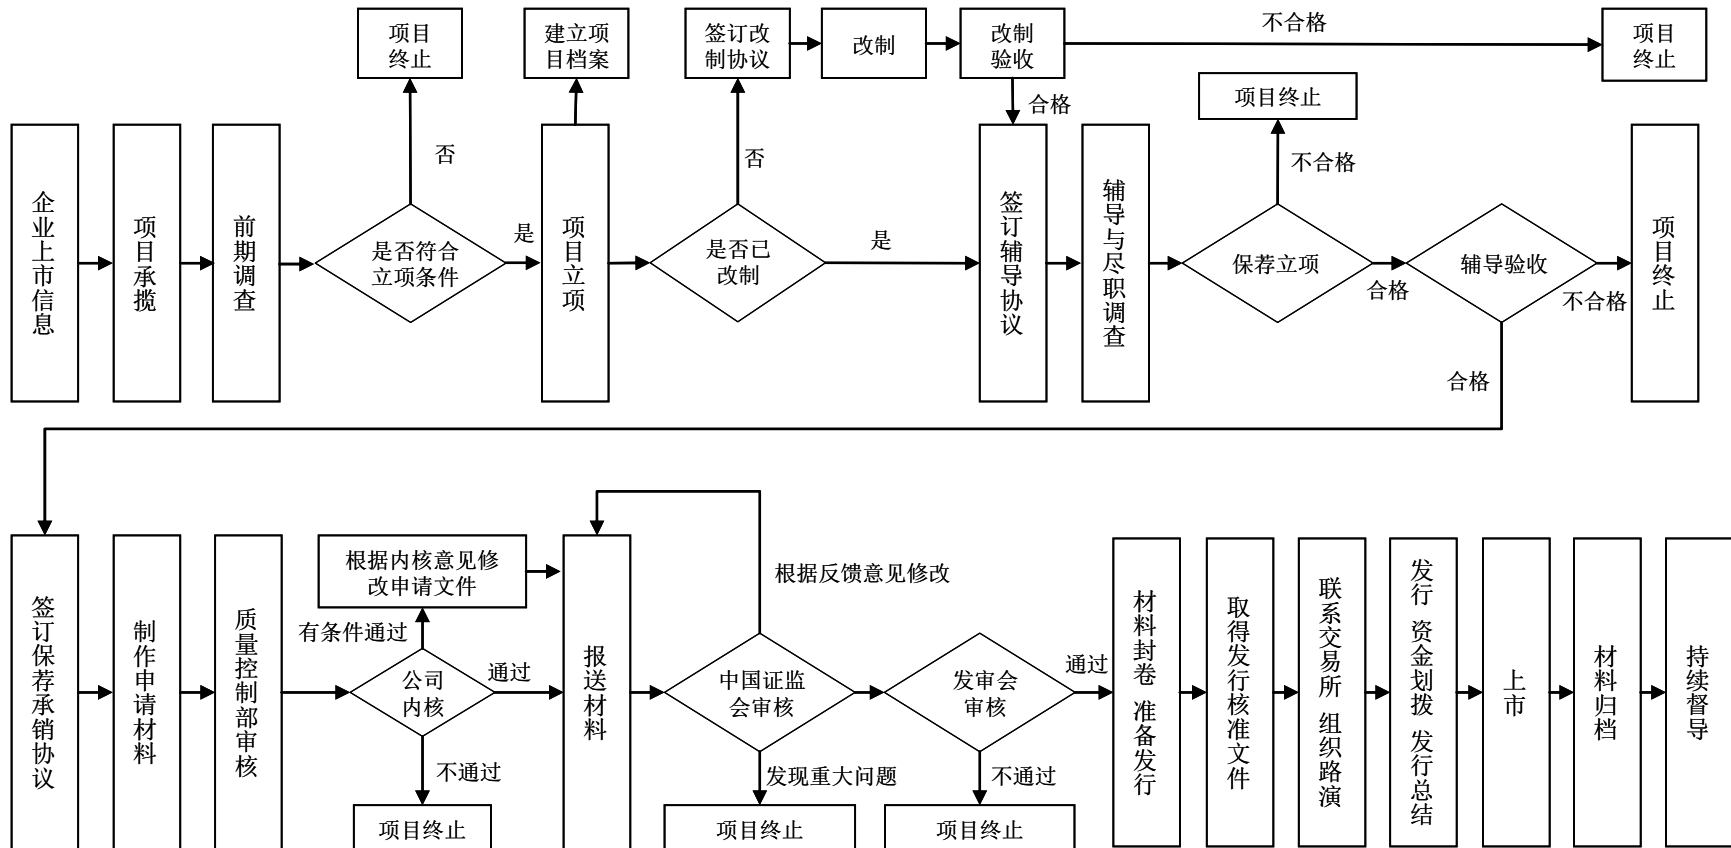 项目
终止
建立项
目档案
签订改
制协议
改制
改制
验收
不合格
项目
终止
合格
项目终止
否
否
不合格
企业上市信息
项目承揽
前期调查
是否符合
立项条件
是
项目立项
是否已
改制
是
签订辅导协议
辅导与尽职调查
保荐立项
合格
辅导验收
不合格
项目终止
合格
签订保荐承销协议
制作申请材料
质量控制部审核
根据内核意见修
改申请文件
有条件通过
公司
内核
通过
不通过
项目终止
报送材料
根据反馈意见修改
中国证监
会审核
发现重大问题
项目终止
发审会
审核
通过
不通过
项目终止
材料封卷 准备发行
取得发行核准文件
联系交易所 组织路演
发行 资金划拨 发行总结
上市
材料归档
持续督导